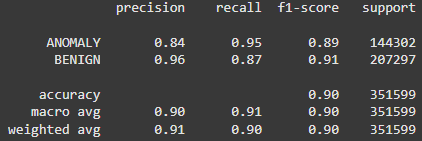 precision recall f1-score support
ANOMALY 0.84 0.95 0.89 144302
BENIGN 0.96 0.87 0.91 207297
accuracy 0.90 351599
macro avg 0.90 0.91 0.90 351599
weighted avg 0.91 0.90 0.90 351599